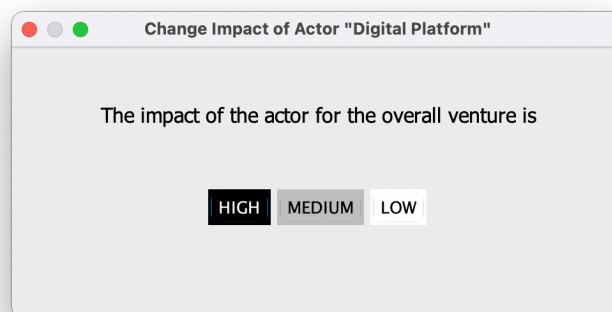 Change Impact of Actor "Digital Platform"
The impact of the actor for the overall venture is
HIGH MEDIUM LOW